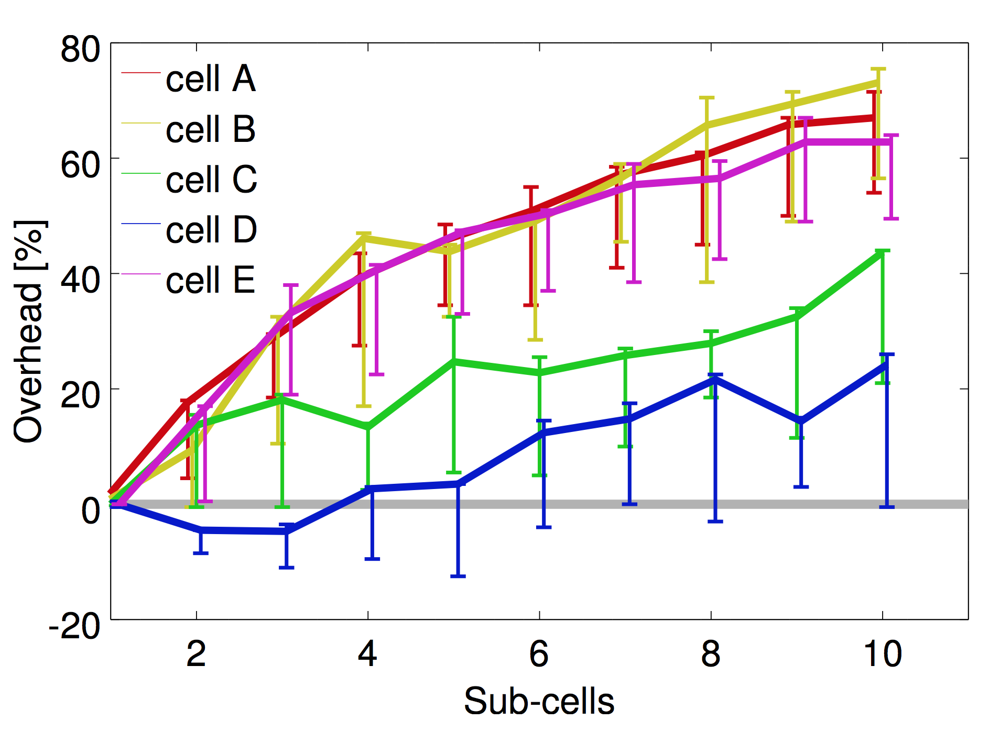 80
60
40
20
0
-20
Overhead [%]
cell A
cell B
cell C
cell D
cell E
2 4 6 8 10
Sub-cells